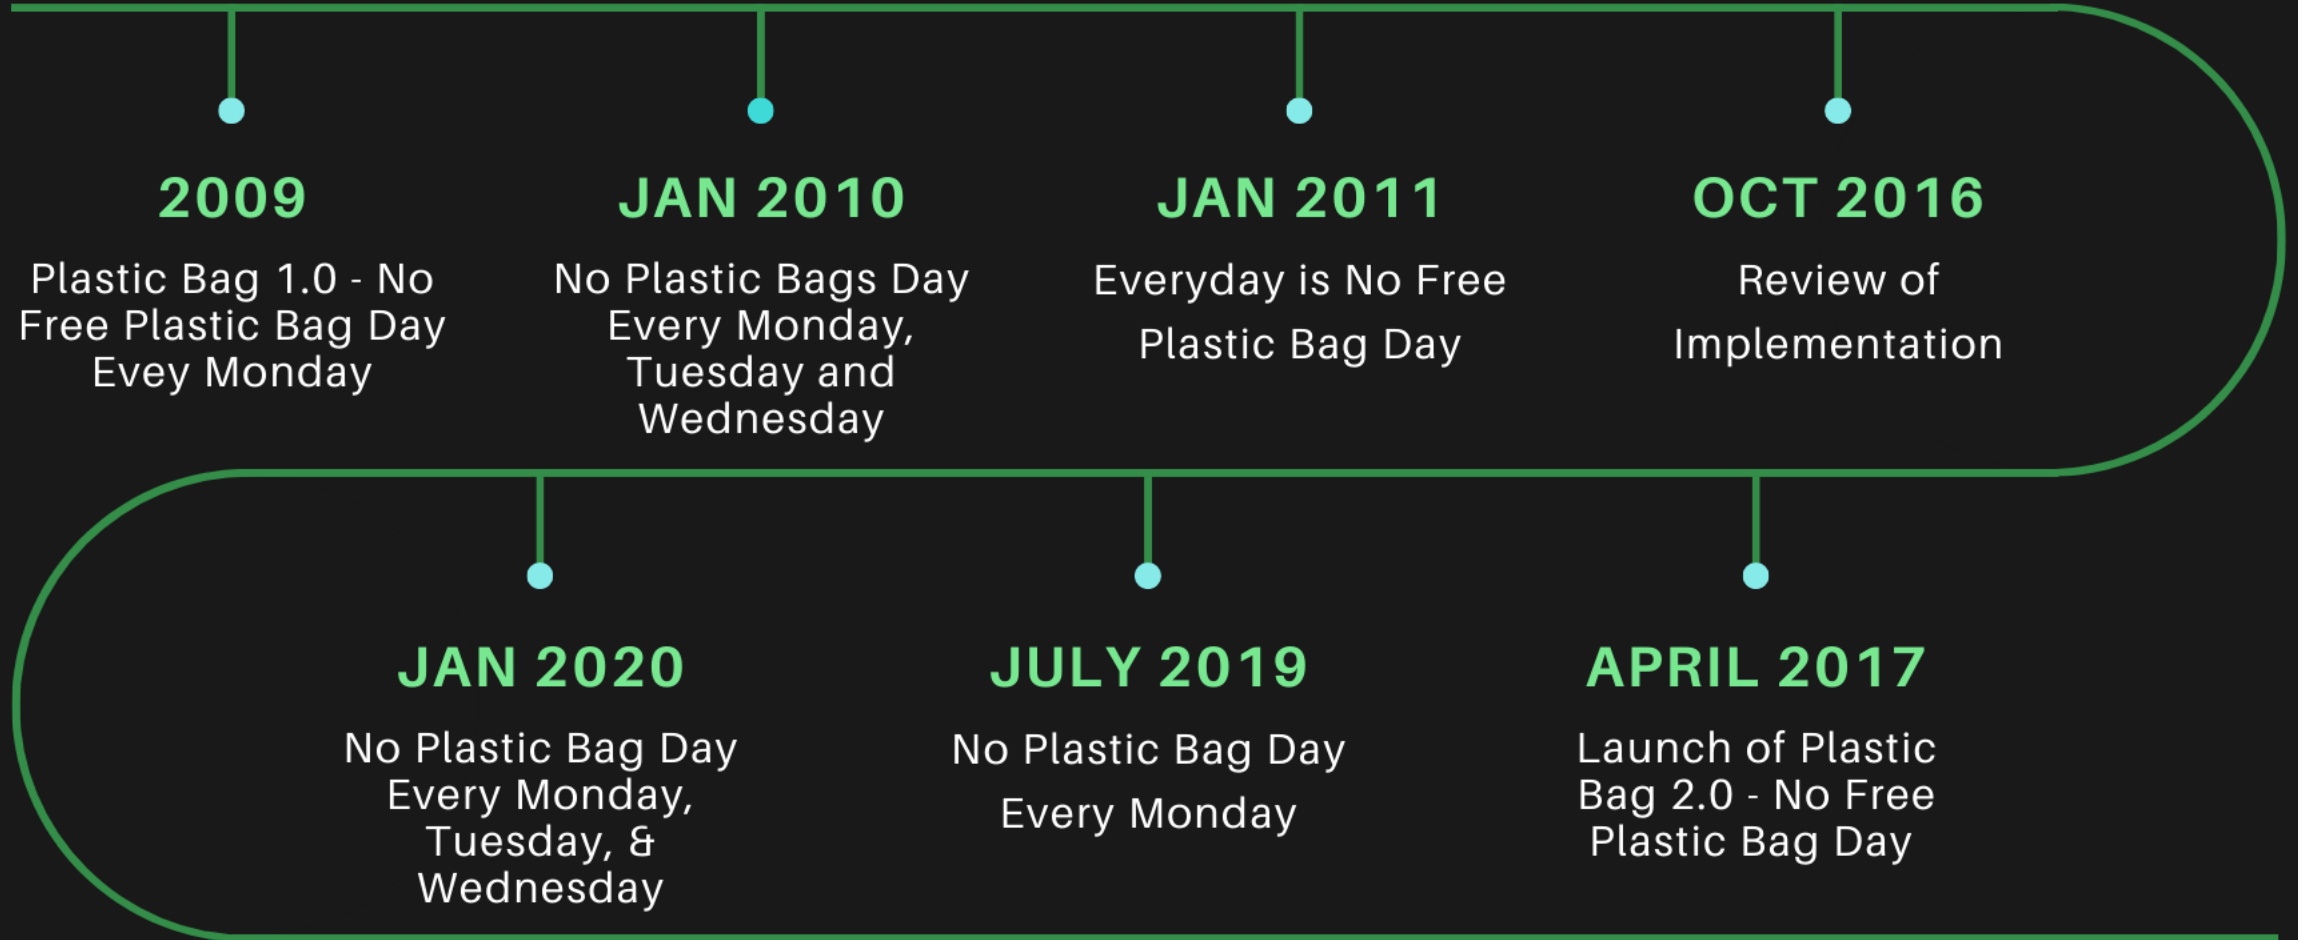 2009
Plastic Bag 1.0 - No
Free Plastic Bag Day
Evey Monday
JAN 2010
No Plastic Bags Day
Every Monday,
Tuesday and
Wednesday
JAN 2011
Everyday is No Free
Plastic Bag Day
OCT 2016
Review of
Implementation
APRIL 2017
Launch of Plastic
Bag 2.0 - No Free
Plastic Bag Day
JULY 2019
No Plastic Bag Day
Every Monday
JAN 2020
No Plastic Bag Day
Every Monday,
Tuesday, &
Wednesday